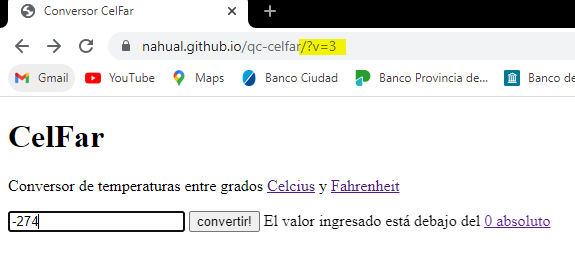 Conversor CelFar
nahual.github.io/qc-celfar/?v=3
Gmail YouTube Maps Banco Ciudad Banco Provincia de... Banco de
CelFar
Conversor de temperaturas entre grados Celcius y Fahrenheit
-274 convertir! El valor ingresado está debajo del 0 absoluto